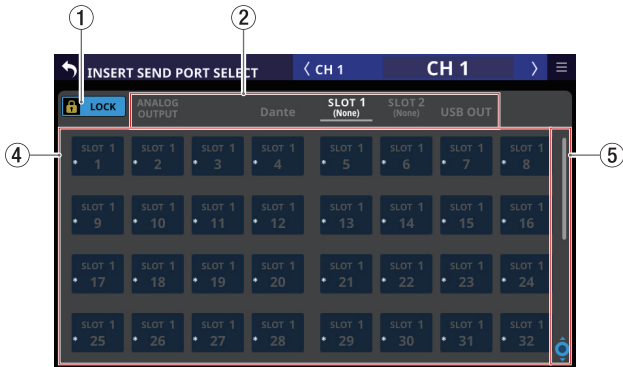 ① ②
INSERT SEND PORT SELECT CH 1 CH 1
LOCK ANALOG OUTPUT Dante SLOT 1 (None) SLOT 2 (None) USB OUT
④ ⑤
SLOT 1 SLOT 1 SLOT 1 SLOT 1 SLOT 1 SLOT 1 SLOT 1 SLOT 1
* 1 * 2 * 3 * 4 * 5 * 6 * 7 * 8
SLOT 1 SLOT 1 SLOT 1 SLOT 1 SLOT 1 SLOT 1 SLOT 1 SLOT 1
* 9 * 10 * 11 * 12 * 13 * 14 * 15 * 16
SLOT 1 SLOT 1 SLOT 1 SLOT 1 SLOT 1 SLOT 1 SLOT 1 SLOT 1
* 17 * 18 * 19 * 20 * 21 * 22 * 23 * 24
SLOT 1 SLOT 1 SLOT 1 SLOT 1 SLOT 1 SLOT 1 SLOT 1 SLOT 1
* 25 * 26 * 27 * 28 * 29 * 30 * 31 * 32